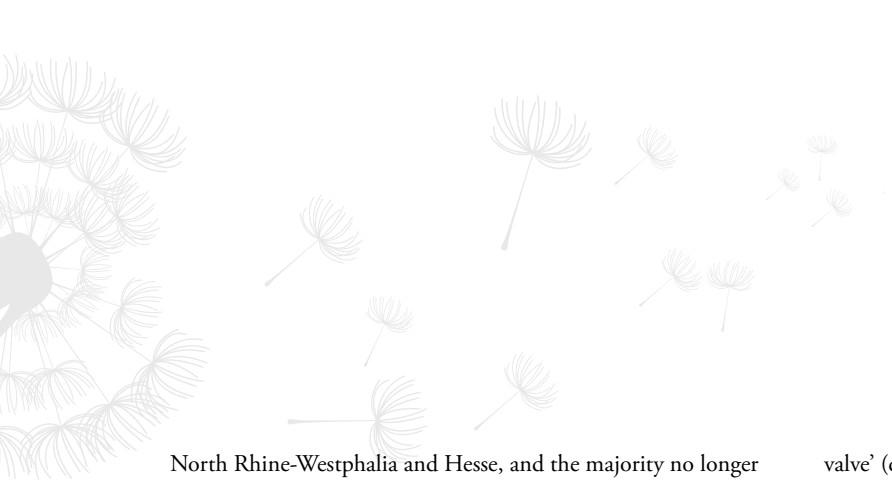 North Rhine-Westphalia and Hesse, and the majority no longer
valve’ (